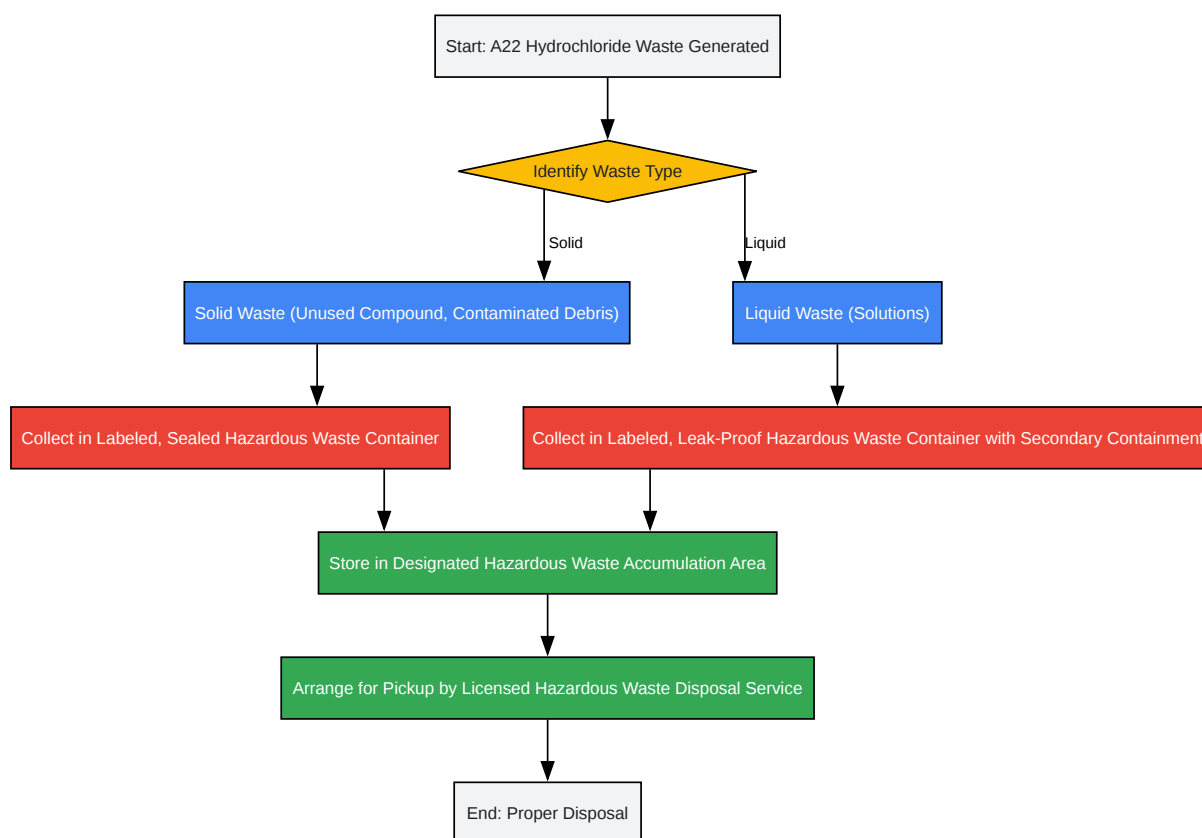 Start: A22 Hydrochloride Waste Generated
Identify Waste Type
Solid
Liquid
Solid Waste (Unused Compound, Contaminated Debris)
Liquid Waste (Solutions)
Collect in Labeled, Sealed Hazardous Waste Container
Collect in Labeled, Leak-Proof Hazardous Waste Container with Secondary Containment
Store in Designated Hazardous Waste Accumulation Area
Arrange for Pickup by Licensed Hazardous Waste Disposal Service
End: Proper Disposal